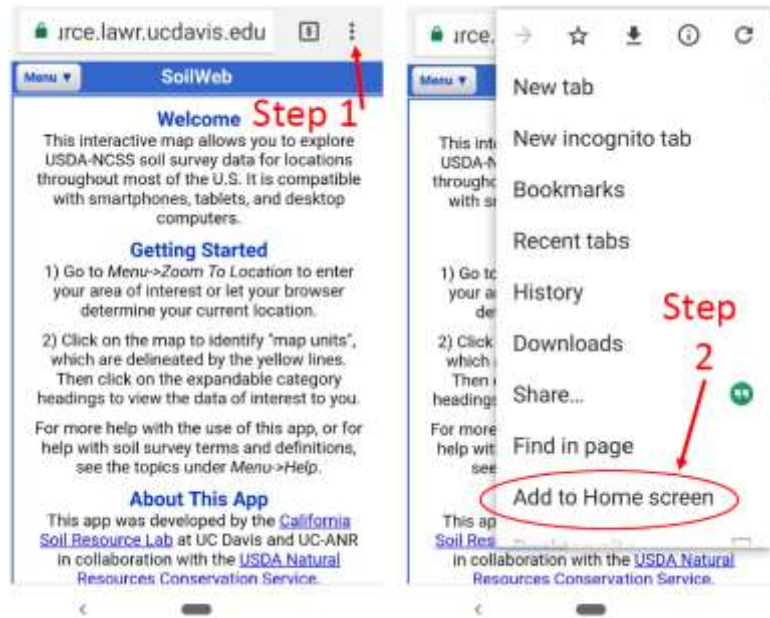 urce.lawr.ucdavis.edu
Menu ▼ SoilWeb
Welcome
Step 1
This interactive map allows you to explore
USDA-NCSS soil survey data for locations
throughout most of the U.S. It is compatible
with smartphones, tablets, and desktop
computers.
Getting Started
1) Go to Menu->Zoom To Location to enter
your area of interest or let your browser
determine your current location.
2) Click on the map to identify "map units",
which are delineated by the yellow lines.
Then click on the expandable category
headings to view the data of interest to you.
For more help with the use of this app, or for
help with soil survey terms and definitions,
see the topics under Menu->Help.
About This App
This app was developed by the California
Soil Resource Lab at UC Davis and UC-ANR
in collaboration with the USDA Natural
Resources Conservation Service.
urce.
Menu ▼
This int
USDA-N
througho
with s
1) Go to
your a
de
2) Click
which
Then
headings
For more
help wit
see
This ap
Soil Res
in collaboration with the USDA Natural
Resources Conservation Service.
New tab
New incognito tab
Bookmarks
Recent tabs
History
Downloads
Share...
Find in page
Add to Home screen
Step
2